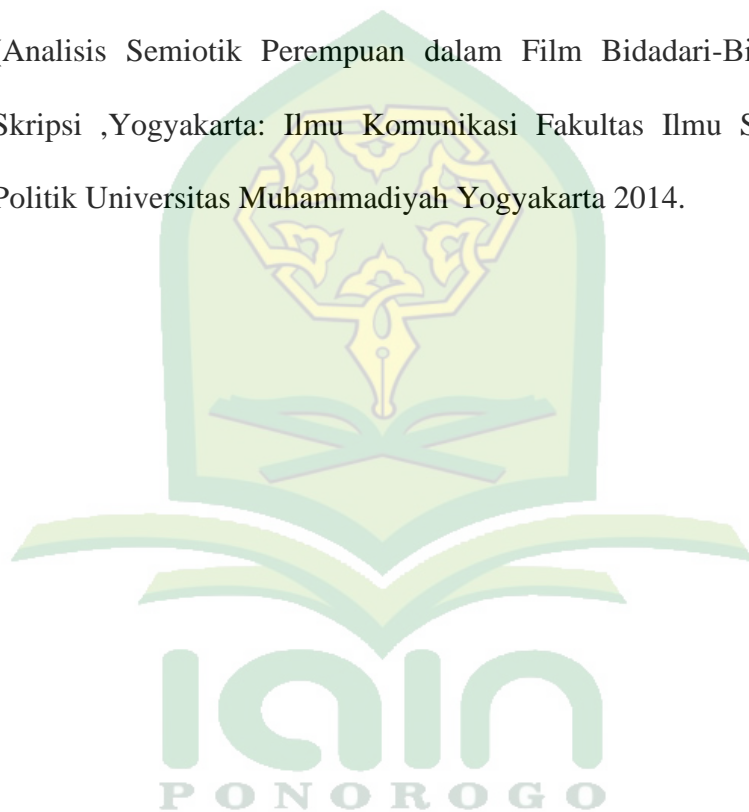 (Analisis Semiotik Perempuan dalam Film Bidadari-Bi
Skripsi ,Yogyakarta: Ilmu Komunikasi Fakultas Ilmu S
Politik Universitas Muhammadiyah Yogyakarta 2014.
iain
PONOROGO